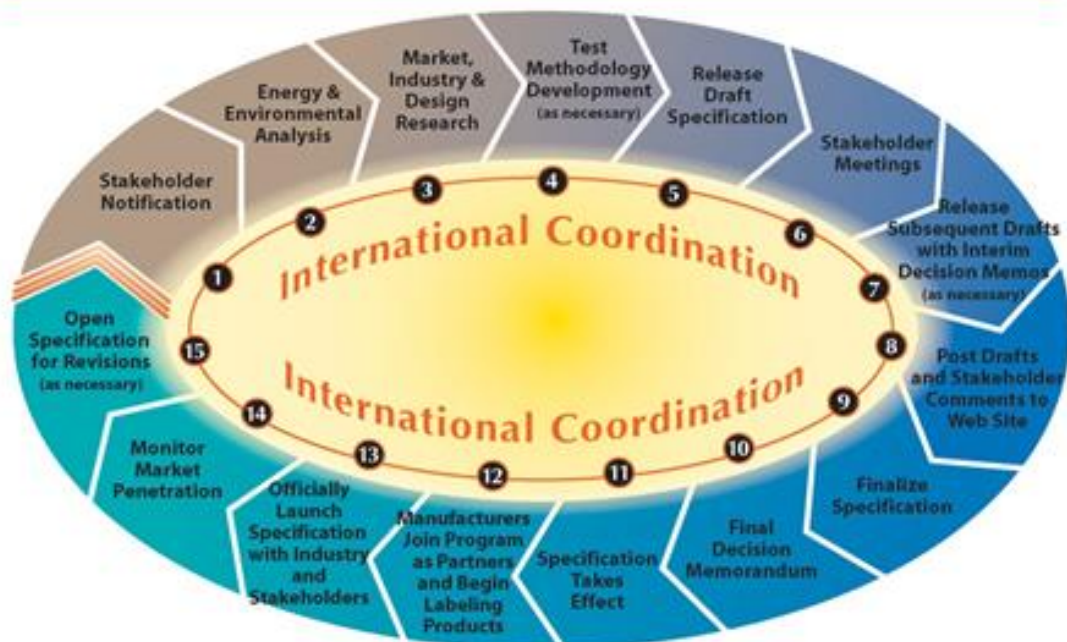 Stakeholder
Notification
Energy &
Environmental
Analysis
Market,
Industry &
Design
Research
Test
Methodology
Development
(as necessary)
Release
Draft
Specification
Stakeholder
Meetings
Release
Subsequent Drafts
with Interim
Decision Memos
(as necessary)
Post Drafts
and Stakeholder
Comments to
Web Site
Finalize
Specification
Final
Decision
Memorandum
Specification
Takes
Effect
Manufacturers
Join Program
as Partners
and Begin
Labeling
Products
Officially
Launch
Specification
with Industry
and
Stakeholders
Monitor
Market
Penetration
Open
Specification
for Revisions
(as necessary)
1
2
3
4
5
6
7
8
9
10
11
12
13
14
15
International Coordination
International Coordination